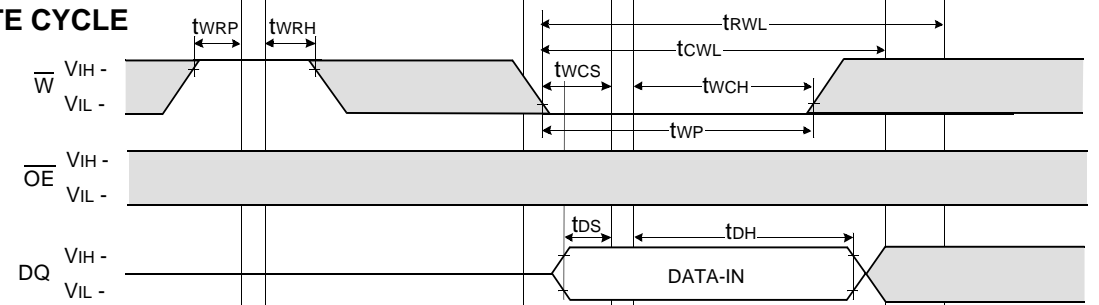 TE CYCLE
tWRP
tWRH
tRWL
tCWL
W
VIH -
VIL -
tWCS
tWCH
tWP
OE
VIH -
VIL -
DQ
VIH -
VIL -
tDS
tDH
DATA-IN